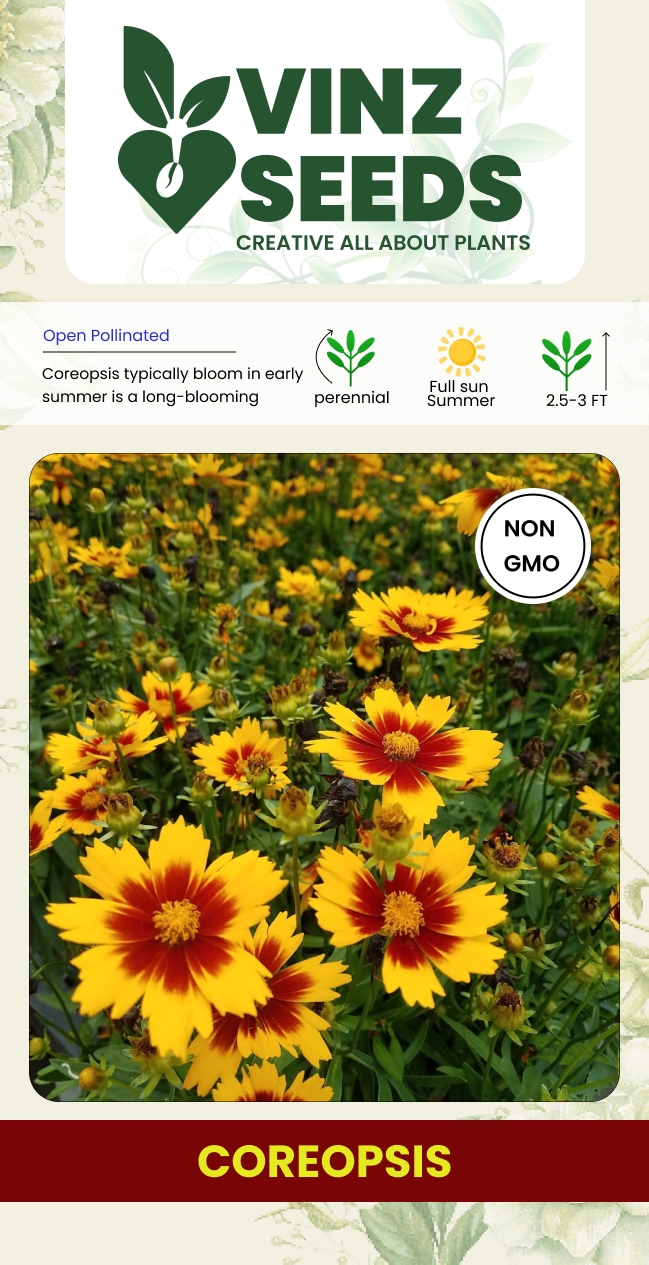 VINZ
SEEDS
CREATIVE ALL ABOUT PLANTS
Open Pollinated
Coreopsis typically bloom in early
summer is a long-blooming
perennial
Full sun
Summer
2.5-3 FT
NON
GMO
COREOPSIS